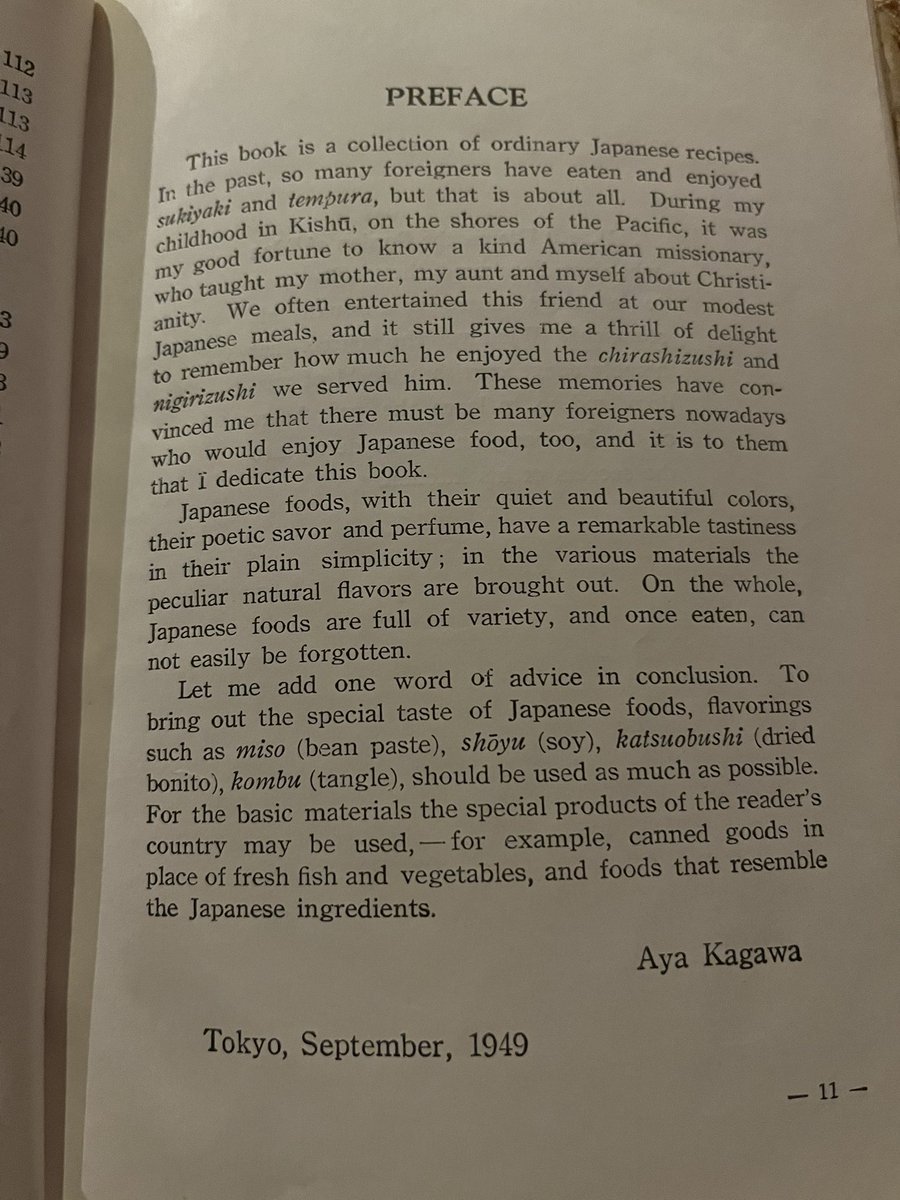 112
113
113
114
39
40
40
3
9
3
PREFACE
This book is a collection of ordinary Japanese recipes.
In the past, so many foreigners have eaten and enjoyed
sukiyaki and tempura, but that is about all. During my
childhood in Kishū, on the shores of the Pacific, it was
my good fortune to know a kind American missionary,
who taught my mother, my aunt and myself about Christi-
anity. We often entertained this friend at our modest
Japanese meals, and it still gives me a thrill of delight
to remember how much he enjoyed the chirashizushi and
nigirizushi we served him. These memories have con-
vinced me that there must be many foreigners nowadays
who would enjoy Japanese food, too, and it is to them
that I dedicate this book.
Japanese foods, with their quiet and beautiful colors,
their poetic savor and perfume, have a remarkable tastiness
in their plain simplicity; in the various materials the
peculiar natural flavors are brought out. On the whole,
Japanese foods are full of variety, and once eaten, can
not easily be forgotten.
Let me add one word of advice in conclusion. To
bring out the special taste of Japanese foods, flavorings
such as miso (bean paste), shōyu (soy), katsuobushi (dried
bonito), kombu (tangle), should be used as much as possible.
For the basic materials the special products of the reader's
country may be used,—for example, canned goods in
place of fresh fish and vegetables, and foods that resemble
the Japanese ingredients.
Aya Kagawa
Tokyo, September, 1949
— 11 —